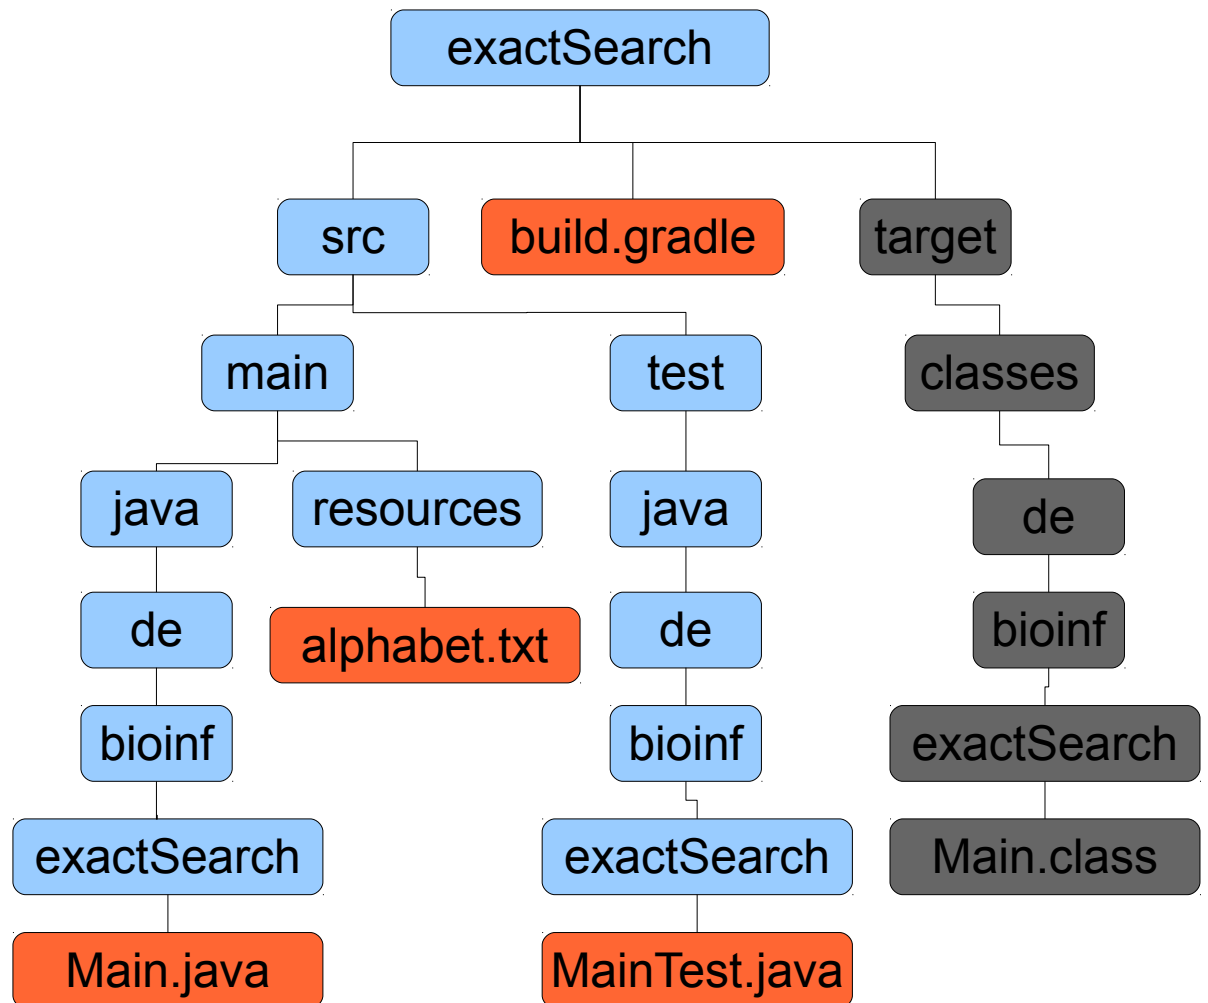 exactSearch
src
build.gradle
target
main
test
classes
java
resources
java
de
de
alphabet.txt
de
bioinf
bioinf
bioinf
exactSearch
exactSearch
exactSearch
Main.class
Main.java
MainTest.java